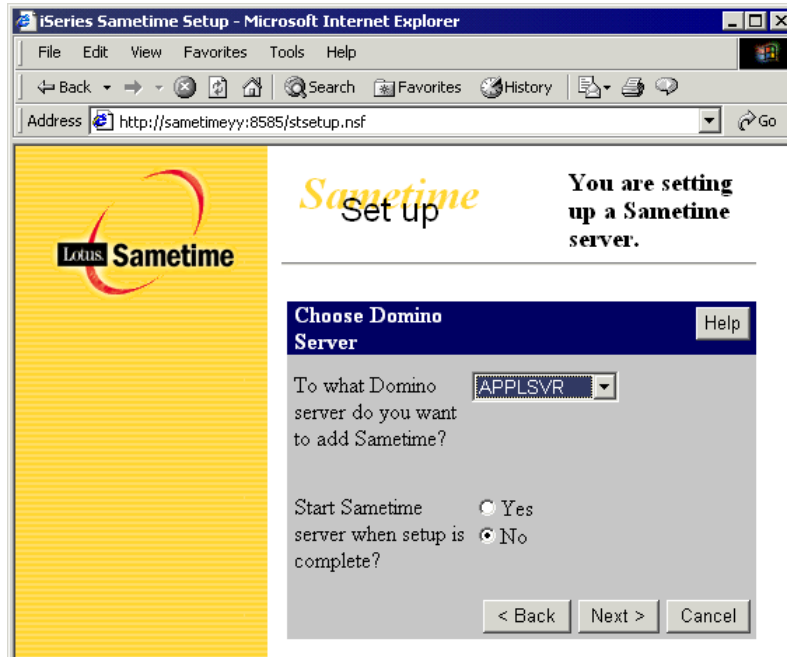 iSeries Sametime Setup - Microsoft Internet Explorer
File Edit View Favorites Tools Help
Back Search Favorites History
Address http://sametimeyy:8585/stsetup.nsf Go
Lotus Sametime
Sametime
Set up
You are setting
up a Sametime
server.
Choose Domino
Server
Help
To what Domino
server do you want
to add Sametime?
APPLSVR
Start Sametime
server when setup is
complete?
Yes
No
< Back Next > Cancel